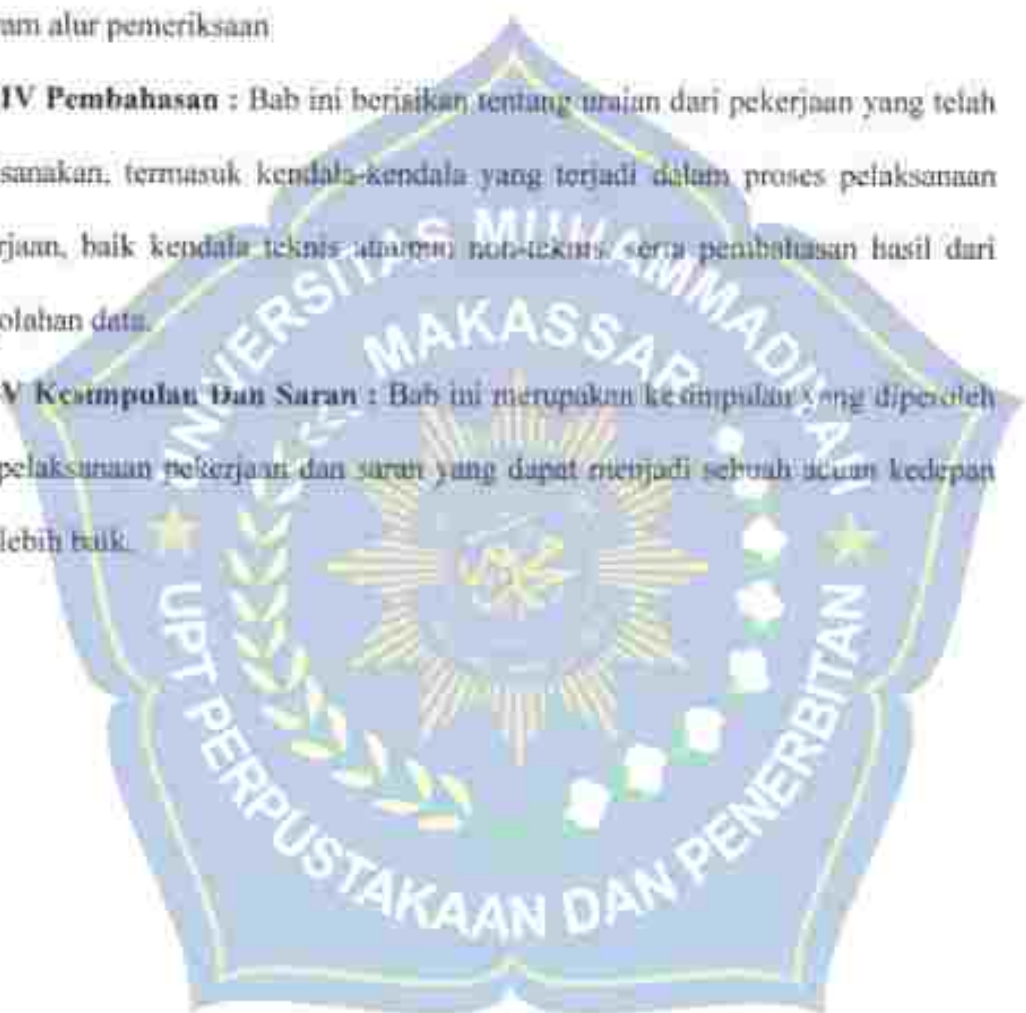 am alur pemeriksaan
IV Pembahasan : Bab ini berisikan tentang uraian dari pekerjaan yang telah
sanakan, termasuk kendala-kendala yang terjadi dalam proses pelaksanaan
rjaan, baik kendala teknis ataupun non-teknis serta pembahasan hasil dari
olahan data.
V Kesimpulan Dan Saran : Bab ini merupakan kesimpulan yang diperoleh
pelaksanaan pekerjaan dan saran yang dapat menjadi sebuah acuan kedepan
lebih baik.
UNIVERSITAS MUHAMMADIYAH
MAKASSAR
UPT PERPUSTAKAAN DAN PENERBITAN